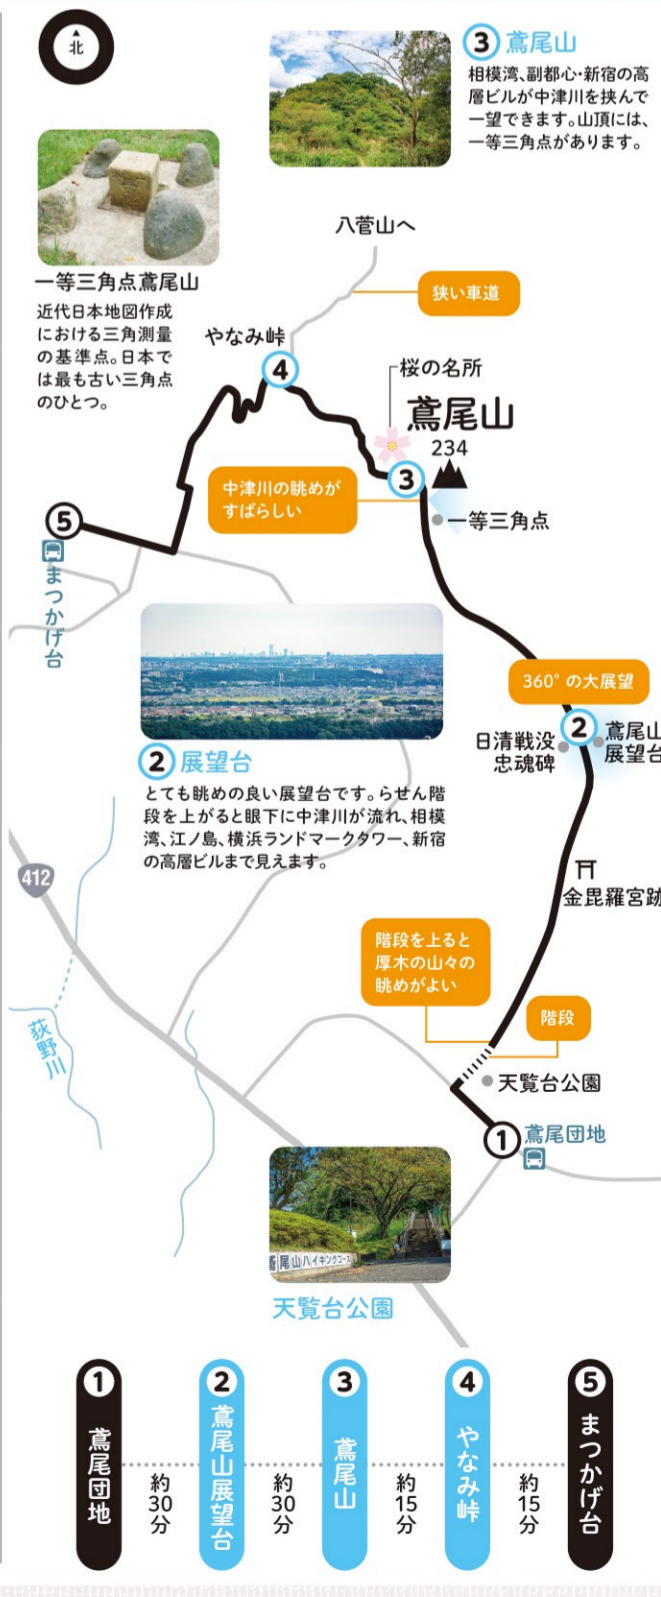 北
③ 鳶尾山
相模湾、副都心・新宿の高
層ビルが中津川を挟んで
一望できます。山頂には、
一等三角点があります。
一等三角点鳶尾山
近代日本地図作成
における三角測量
の基準点。日本で
は最も古い三角点
のひとつ。
八菅山へ
狭い車道
やなみ峠
④
桜の名所
鳶尾山
234
③
中津川の眺めが
すばらしい
一等三角点
⑤
まつかげ台
360°の大展望
②
日清戦没
忠魂碑
鳶尾山
展望台
② 展望台
とても眺めの良い展望台です。らせん階
段を上がると眼下に中津川が流れ、相模
湾、江ノ島、横浜ランドマークタワー、新宿
の高層ビルまで見えます。
412
金毘羅宮跡
階段を上ると
厚木の山々の
眺めがよい
階段
荻野川
天覧台公園
①
鳶尾団地
鳶尾山ハイキングコース
天覧台公園
① 鳶尾団地
約30分
② 鳶尾山展望台
約30分
③ 鳶尾山
約15分
④ やなみ峠
約15分
⑤ まつかげ台